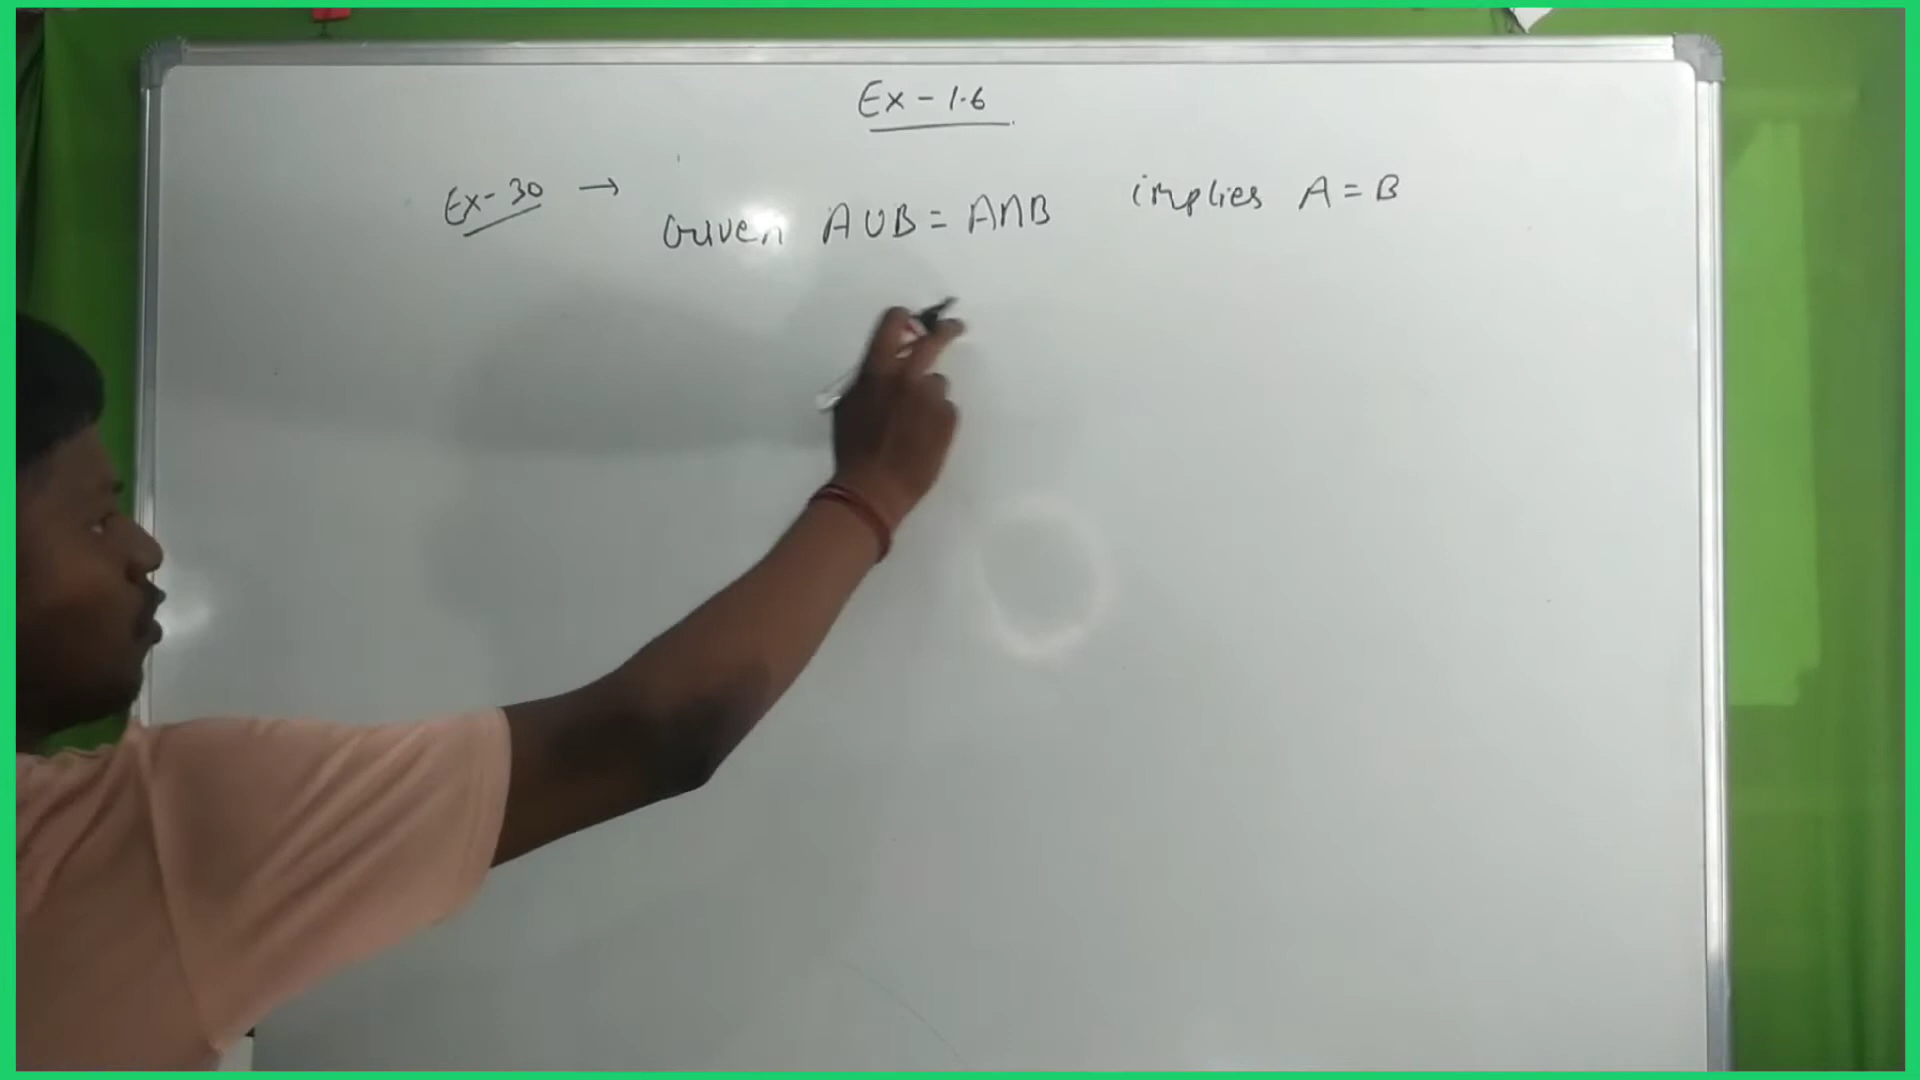 Ex - 1.6
Ex- 30 → Given A∪B = A∩B implies A = B